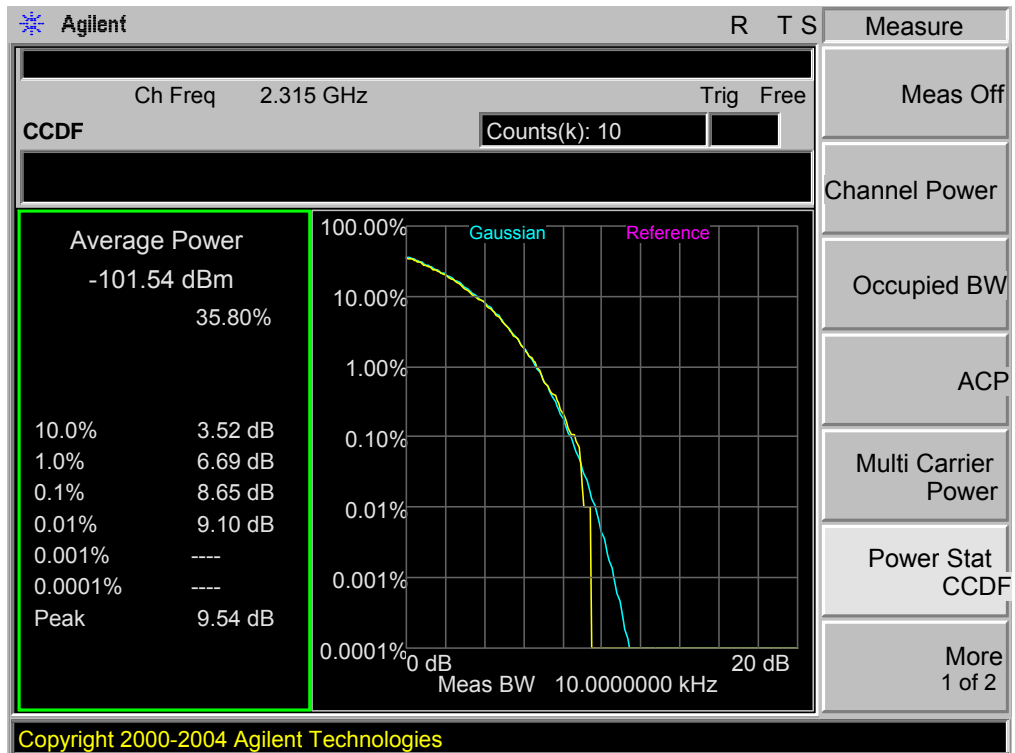 Agilent
R T S
Ch Freq 2.315 GHz
Trig Free
CCDF
Counts(k): 10
Average Power
-101.54 dBm
35.80%
10.0% 3.52 dB
1.0% 6.69 dB
0.1% 8.65 dB
0.01% 9.10 dB
0.001% ----
0.0001% ----
Peak 9.54 dB
Gaussian
Reference
100.00%
10.00%
1.00%
0.10%
0.01%
0.001%
0.0001%
0 dB
20 dB
Meas BW 10.0000000 kHz
Measure
Meas Off
Channel Power
Occupied BW
ACP
Multi Carrier
Power
Power Stat
CCDF
More
1 of 2
Copyright 2000-2004 Agilent Technologies